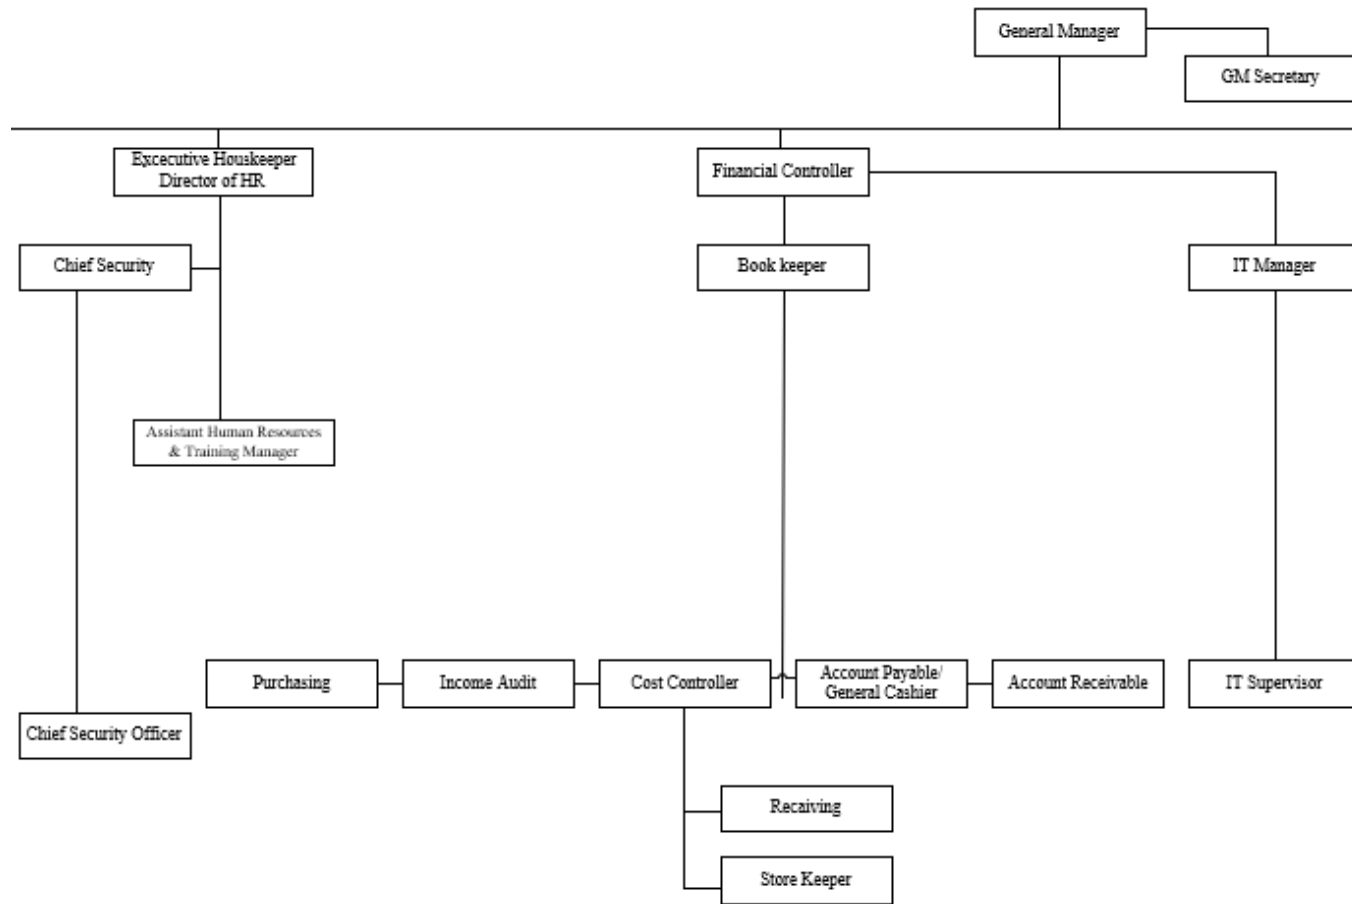 General Manager
GM Secretary
Excecutive Houskeeper
Director of HR
Financial Controller
Chief Security
Book keeper
IT Manager
Assistant Human Resources
& Training Manager
Purchasing
Income Audit
Cost Controller
Account Payable/
General Cashier
Account Receivable
IT Supervisor
Chief Security Officer
Recaiving
Store Keeper